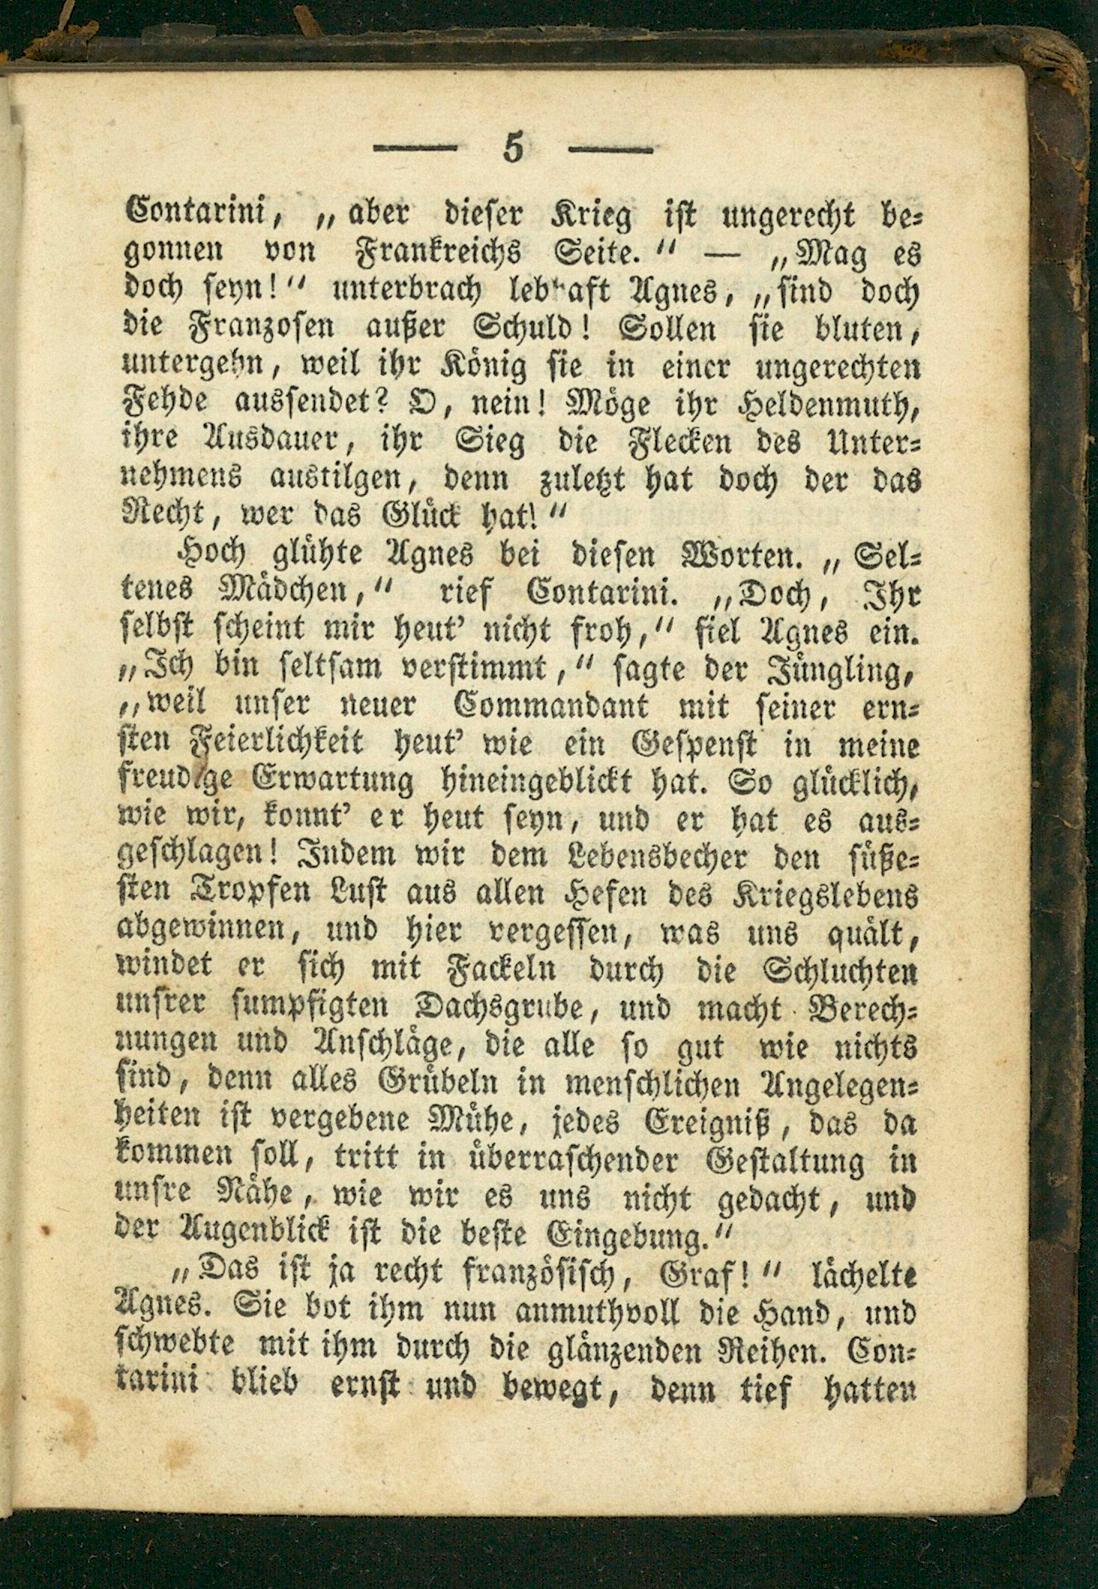 — 5 —
Contarini, „aber dieser Krieg ist ungerecht be=
gonnen von Frankreichs Seite.“ — „Mag es
doch seyn!“ unterbrach lebhaft Agnes, „sind doch
die Franzosen außer Schuld! Sollen sie bluten,
untergehn, weil ihr König sie in einer ungerechten
Fehde aussendet? O, nein! Möge ihr Heldenmuth,
ihre Ausdauer, ihr Sieg die Flecken des Unter=
nehmens austilgen, denn zuletzt hat doch der das
Recht, wer das Glück hat!“
Hoch glühte Agnes bei diesen Worten. „Sel=
tenes Mädchen,“ rief Contarini. „Doch, Ihr
selbst scheint mir heut’ nicht froh,“ fiel Agnes ein.
„Ich bin seltsam verstimmt,“ sagte der Jüngling,
„weil unser neuer Commandant mit seiner ern=
sten Feierlichkeit heut’ wie ein Gespenst in meine
freudige Erwartung hineingeblickt hat. So glücklich,
wie wir, konnt’ er heut seyn, und er hat es aus=
geschlagen! Indem wir dem Lebensbecher den süße=
sten Tropfen Lust aus allen Hefen des Kriegslebens
abgewinnen, und hier vergessen, was uns quält,
windet er sich mit Fackeln durch die Schluchten
unsrer sumpfigten Dachsgrube, und macht Berech=
nungen und Anschläge, die alle so gut wie nichts
sind, denn alles Grübeln in menschlichen Angelegen=
heiten ist vergebene Mühe, jedes Ereigniß, das da
kommen soll, tritt in überraschender Gestaltung in
unsre Nähe, wie wir es uns nicht gedacht, und
der Augenblick ist die beste Eingebung.“
„Das ist ja recht französisch, Graf!“ lächelte
Agnes. Sie bot ihm nun anmuthvoll die Hand, und
schwebte mit ihm durch die glänzenden Reihen. Con=
tarini blieb ernst und bewegt, denn tief hatten